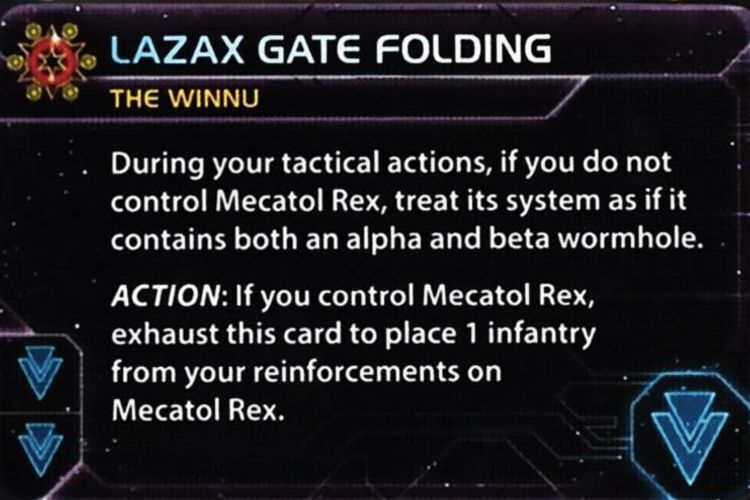 LAZAX GATE FOLDING
THE WINNU
During your tactical actions, if you do not
control Mecatol Rex, treat its system as if it
contains both an alpha and beta wormhole.
ACTION: If you control Mecatol Rex,
exhaust this card to place 1 infantry
from your reinforcements on
Mecatol Rex.